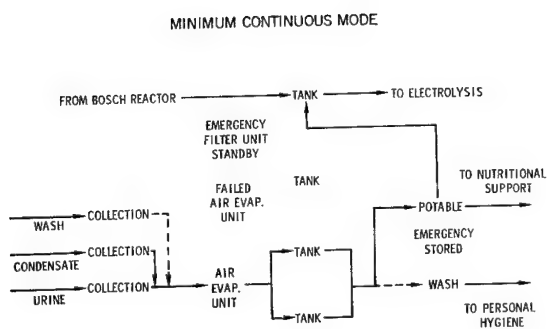 MINIMUM CONTINUOUS MODE
FROM BOSCH REACTOR
TANK
TO ELECTROLYSIS
EMERGENCY
FILTER UNIT
STANDBY
FAILED
AIR EVAP.
UNIT
TANK
TO NUTRITIONAL
SUPPORT
WASH
COLLECTION
POTABLE
EMERGENCY
STORED
CONDENSATE
COLLECTION
TANK
URINE
COLLECTION
AIR
EVAP.
UNIT
TANK
WASH
TO PERSONAL
HYGIENE